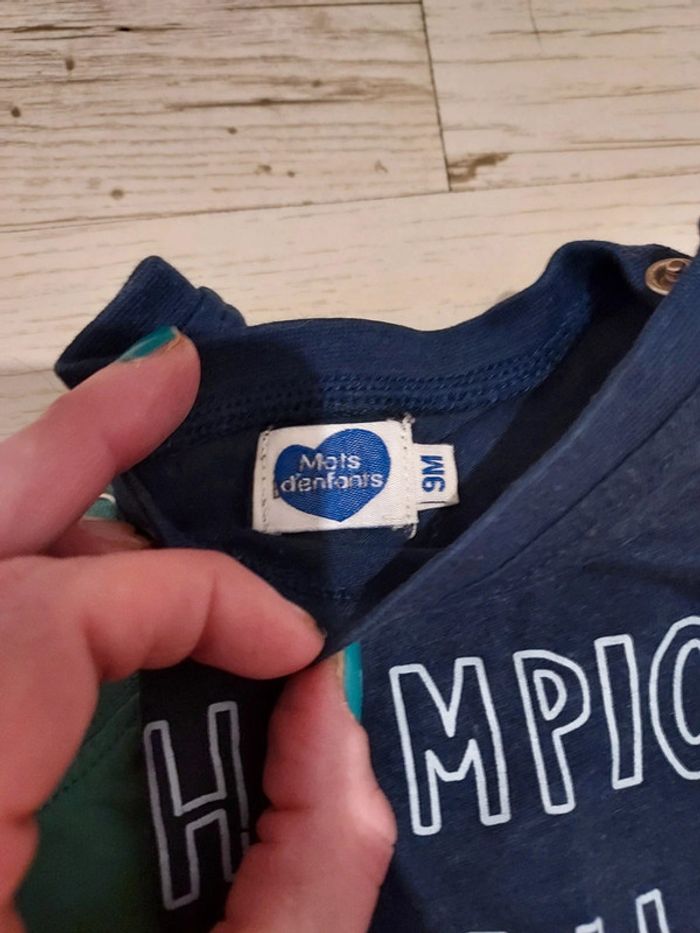 Mots
d'enfants
9M
H MPIO